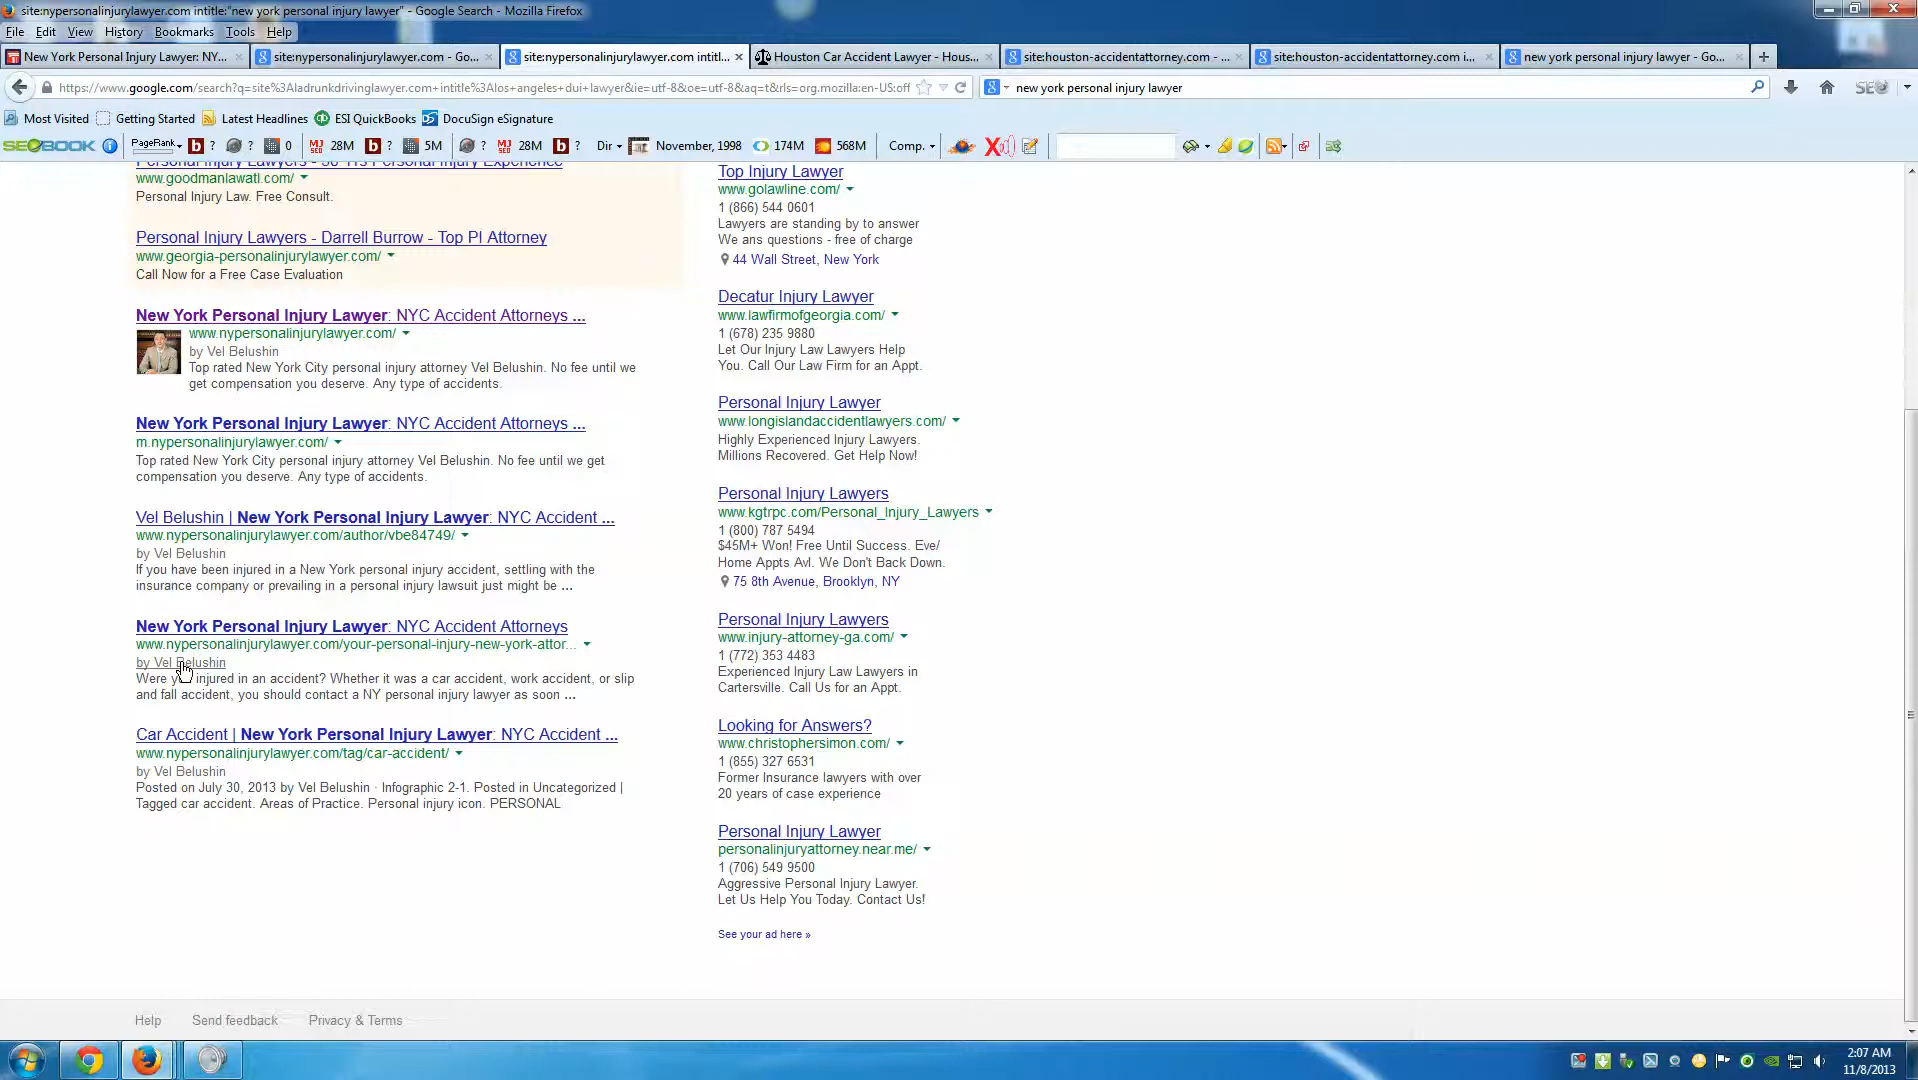 site:nypersonalinjurylawyer.com intitle:"new york personal injury lawyer" - Google Search - Mozilla Firefox
File Edit View History Bookmarks Tools Help
New York Personal Injury Lawyer: NY...
site:nypersonalinjurylawyer.com - Go...
site:nypersonalinjurylawyer.com intitl...
Houston Car Accident Lawyer - Hous...
site:houston-accidentattorney.com - ...
site:houston-accidentattorney.com i...
new york personal injury lawyer - Go...
https://www.google.com/search?q=site%3Aladrunkdrivinglawyer.com+intitle%3Alos+angeles+dui+lawyer&ie=utf-8&oe=utf-8&aq=t&rls=org.mozilla:en-US:off
new york personal injury lawyer
SEO
Most Visited Getting Started Latest Headlines ESI QuickBooks DocuSign eSignature
SEOBOOK PageRank b ? ? 0 MJ SEO 28M b ? 5M ? MJ SEO 28M b ? Dir November, 1998 174M 568M Comp.
Personal Injury Lawyers - 30 Yrs Personal Injury Experience
www.goodmanlawatl.com/
Personal Injury Law. Free Consult.
Personal Injury Lawyers - Darrell Burrow - Top PI Attorney
www.georgia-personalinjurylawyer.com/
Call Now for a Free Case Evaluation
New York Personal Injury Lawyer: NYC Accident Attorneys ...
www.nypersonalinjurylawyer.com/
by Vel Belushin
Top rated New York City personal injury attorney Vel Belushin. No fee until we
get compensation you deserve. Any type of accidents.
New York Personal Injury Lawyer: NYC Accident Attorneys ...
m.nypersonalinjurylawyer.com/
Top rated New York City personal injury attorney Vel Belushin. No fee until we get
compensation you deserve. Any type of accidents.
Vel Belushin | New York Personal Injury Lawyer: NYC Accident ...
www.nypersonalinjurylawyer.com/author/vbe84749/
by Vel Belushin
If you have been injured in a New York personal injury accident, settling with the
insurance company or prevailing in a personal injury lawsuit just might be ...
New York Personal Injury Lawyer: NYC Accident Attorneys
www.nypersonalinjurylawyer.com/your-personal-injury-new-york-attor...
by Vel Belushin
Were you injured in an accident? Whether it was a car accident, work accident, or slip
and fall accident, you should contact a NY personal injury lawyer as soon ...
Car Accident | New York Personal Injury Lawyer: NYC Accident ...
www.nypersonalinjurylawyer.com/tag/car-accident/
by Vel Belushin
Posted on July 30, 2013 by Vel Belushin · Infographic 2-1. Posted in Uncategorized |
Tagged car accident. Areas of Practice. Personal injury icon. PERSONAL
Top Injury Lawyer
www.golawline.com/
1 (866) 544 0601
Lawyers are standing by to answer
We ans questions - free of charge
44 Wall Street, New York
Decatur Injury Lawyer
www.lawfirmofgeorgia.com/
1 (678) 235 9880
Let Our Injury Law Lawyers Help
You. Call Our Law Firm for an Appt.
Personal Injury Lawyer
www.longislandaccidentlawyers.com/
Highly Experienced Injury Lawyers.
Millions Recovered. Get Help Now!
Personal Injury Lawyers
www.kgtrpc.com/Personal_Injury_Lawyers
1 (800) 787 5494
$45M+ Won! Free Until Success. Eve/
Home Appts Avl. We Don't Back Down.
75 8th Avenue, Brooklyn, NY
Personal Injury Lawyers
www.injury-attorney-ga.com/
1 (772) 353 4483
Experienced Injury Law Lawyers in
Cartersville. Call Us for an Appt.
Looking for Answers?
www.christophersimon.com/
1 (855) 327 6531
Former Insurance lawyers with over
20 years of case experience
Personal Injury Lawyer
personalinjuryattorney.near.me/
1 (706) 549 9500
Aggressive Personal Injury Lawyer.
Let Us Help You Today. Contact Us!
See your ad here »
Help Send feedback Privacy & Terms
2:07 AM
11/8/2013